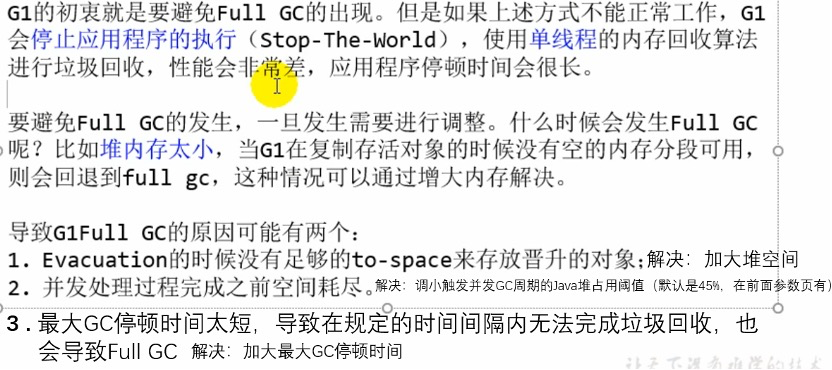 G1的初衷就是要避免Full GC的出现。但是如果上述方式不能正常工作，G1
会停止应用程序的执行（Stop-The-World），使用单线程的内存回收算法
进行垃圾回收，性能会非常差，应用程序停顿时间会很长。
要避免Full GC的发生，一旦发生需要进行调整。什么时候会发生Full GC
呢？比如堆内存太小，当G1在复制存活对象的时候没有空的内存分段可用，
则会回退到full gc，这种情况可以通过增大内存解决。
导致G1Full GC的原因可能有两个：
1. Evacuation的时候没有足够的to-space来存放晋升的对象；解决：加大堆空间
2. 并发处理过程完成之前空间耗尽。解决：调小触发并发GC周期的Java堆占用阈值（默认是45%，在前面参数页有）
3 . 最大GC停顿时间太短，导致在规定的时间间隔内无法完成垃圾回收，也
会导致Full GC 解决：加大最大GC停顿时间
让天下没有难学的技术